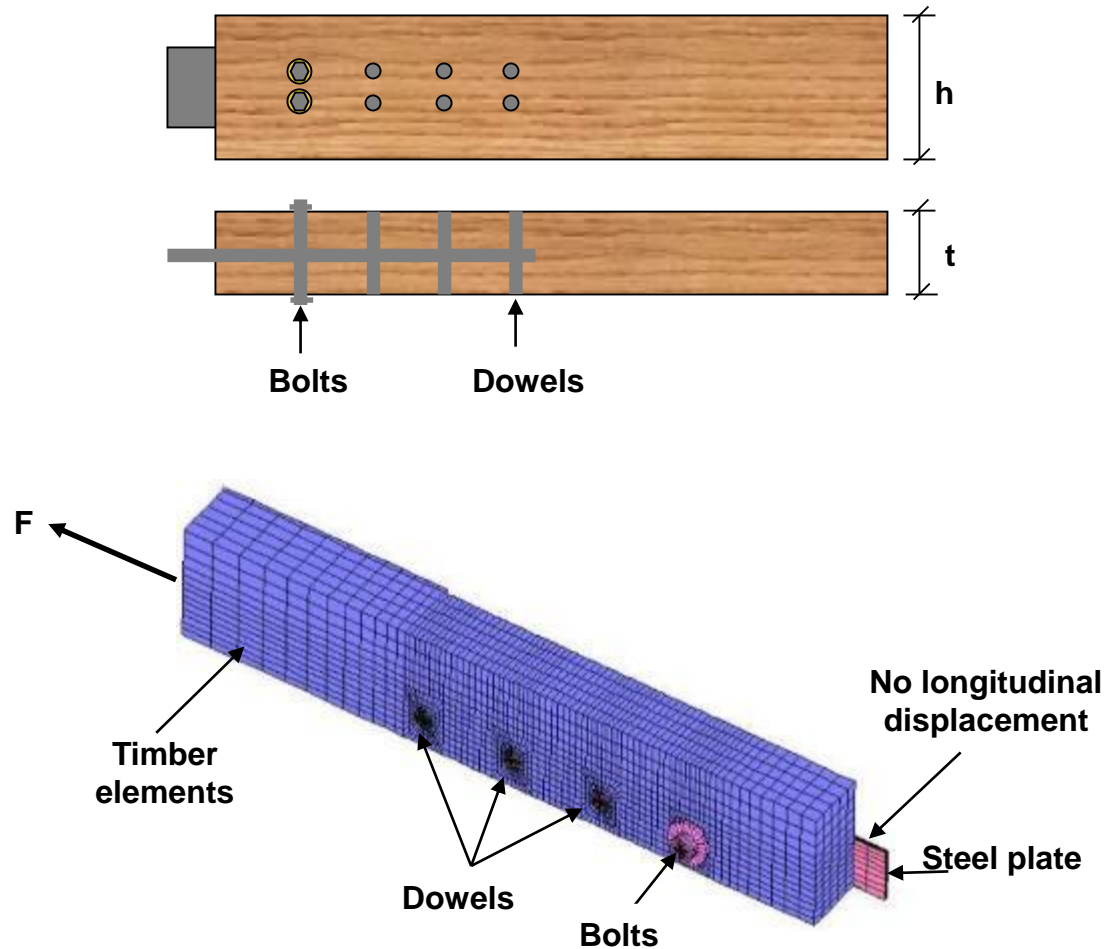 h
t
Bolts
Dowels
F
No longitudinal
displacement
Timber
elements
Steel plate
Dowels
Bolts